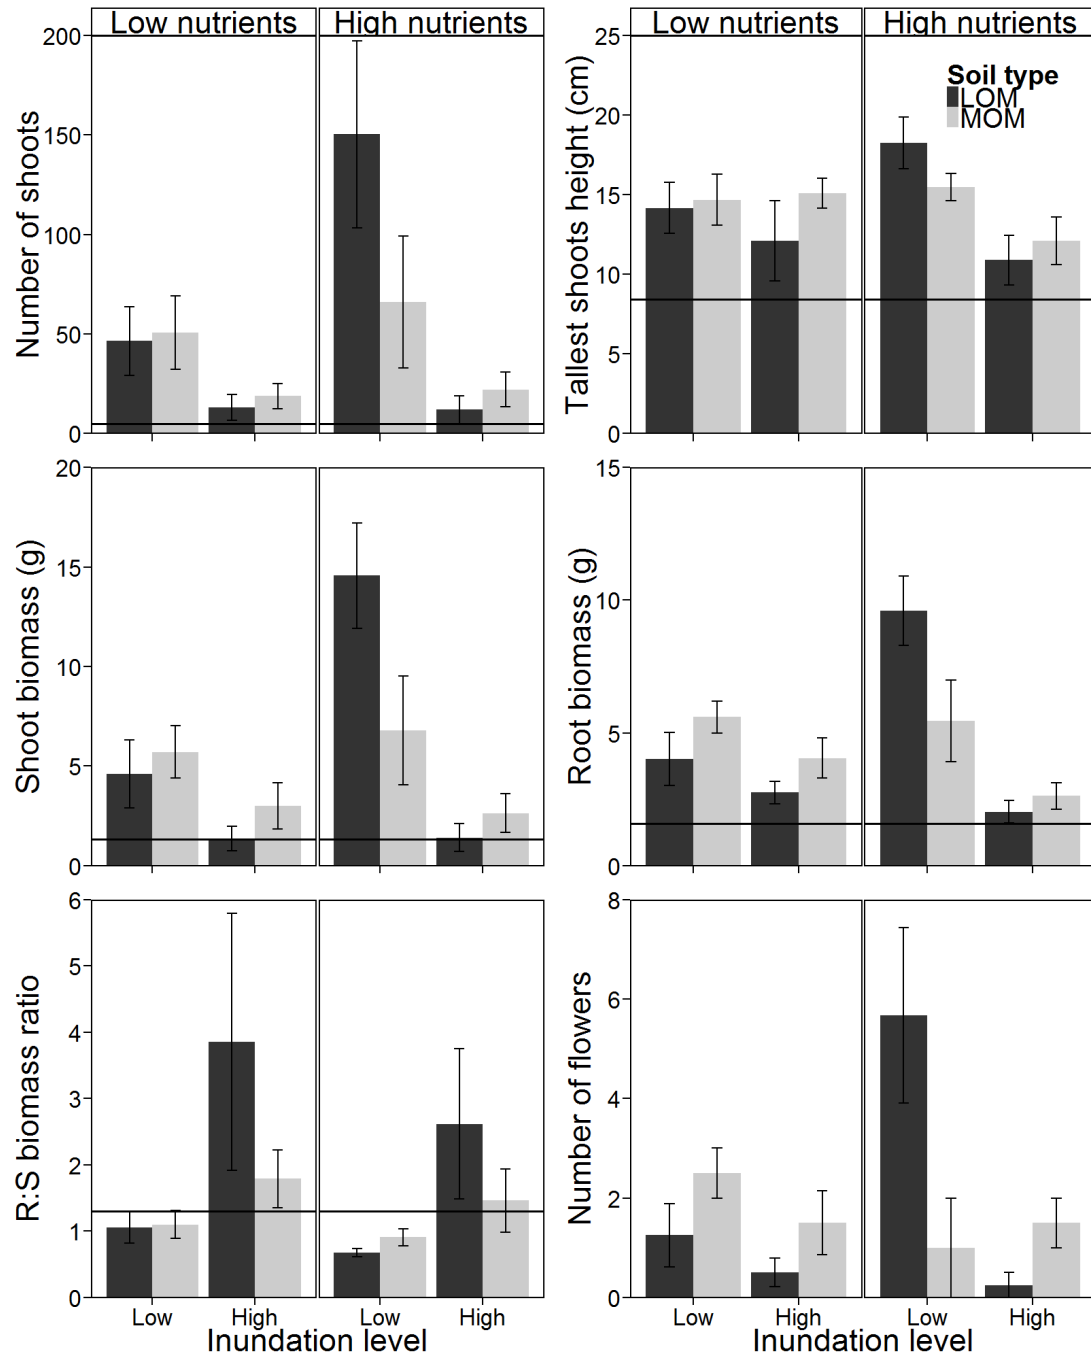 Low nutrients High nutrients
Number of shoots
200
150
100
50
0
Low nutrients High nutrients
Tallest shoots height (cm)
25
20
15
10
5
0
Soil type
LOM
MOM
Shoot biomass (g)
20
15
10
5
0
Root biomass (g)
15
10
5
0
R:S biomass ratio
6
5
4
3
2
1
0
Low High Low High
Inundation level
Number of flowers
8
6
4
2
0
Low High Low High
Inundation level